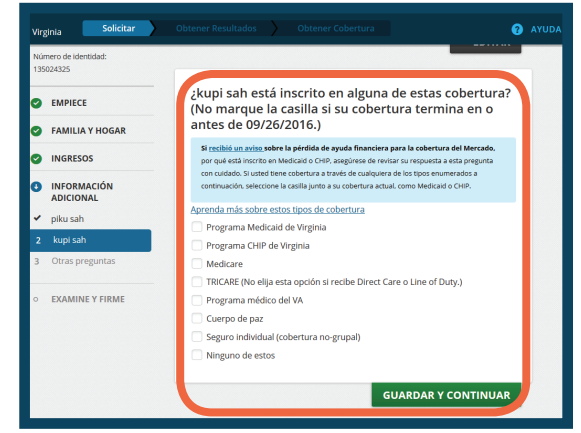 Virginia
Solicitar
Obtener Resultados
Obtener Cobertura
? AYUDA
Número de identidad:
135024325
EMPIECE
FAMILIA Y HOGAR
INGRESOS
INFORMACIÓN
ADICIONAL
piku sah
2 kupi sah
3 Otras preguntas
EXAMINE Y FIRME
¿kupi sah está inscrito en alguna de estas cobertura?
(No marque la casilla si su cobertura termina en o
antes de 09/26/2016.)
Si recibió un aviso sobre la pérdida de ayuda financiera para la cobertura del Mercado,
por qué está inscrito en Medicaid o CHIP, asegúrese de revisar su respuesta a esta pregunta
con cuidado. Si usted tiene cobertura a través de cualquiera de los tipos enumerados a
continuación, seleccione la casilla junto a su cobertura actual, como Medicaid o CHIP.
Aprenda más sobre estos tipos de cobertura
Programa Medicaid de Virginia
Programa CHIP de Virginia
Medicare
TRICARE (No elija esta opción si recibe Direct Care o Line of Duty.)
Programa médico del VA
Cuerpo de paz
Seguro individual (cobertura no-grupal)
Ninguno de estos
GUARDAR Y CONTINUAR